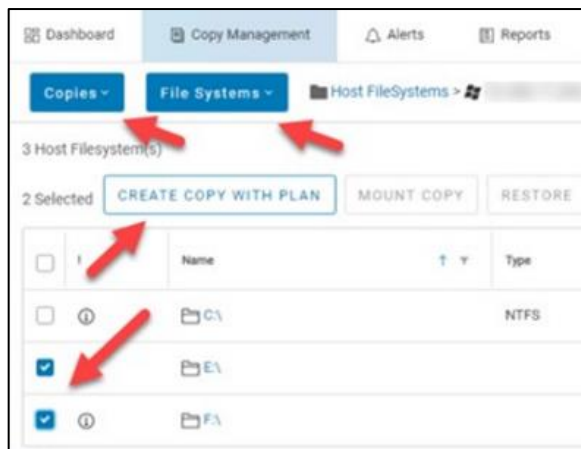 Dashboard Copy Management Alerts Reports
Copies File Systems Host FileSystems >
3 Host Filesystem(s)
2 Selected CREATE COPY WITH PLAN MOUNT COPY RESTORE
Name Type
C:\ NTFS
E:\
F:\